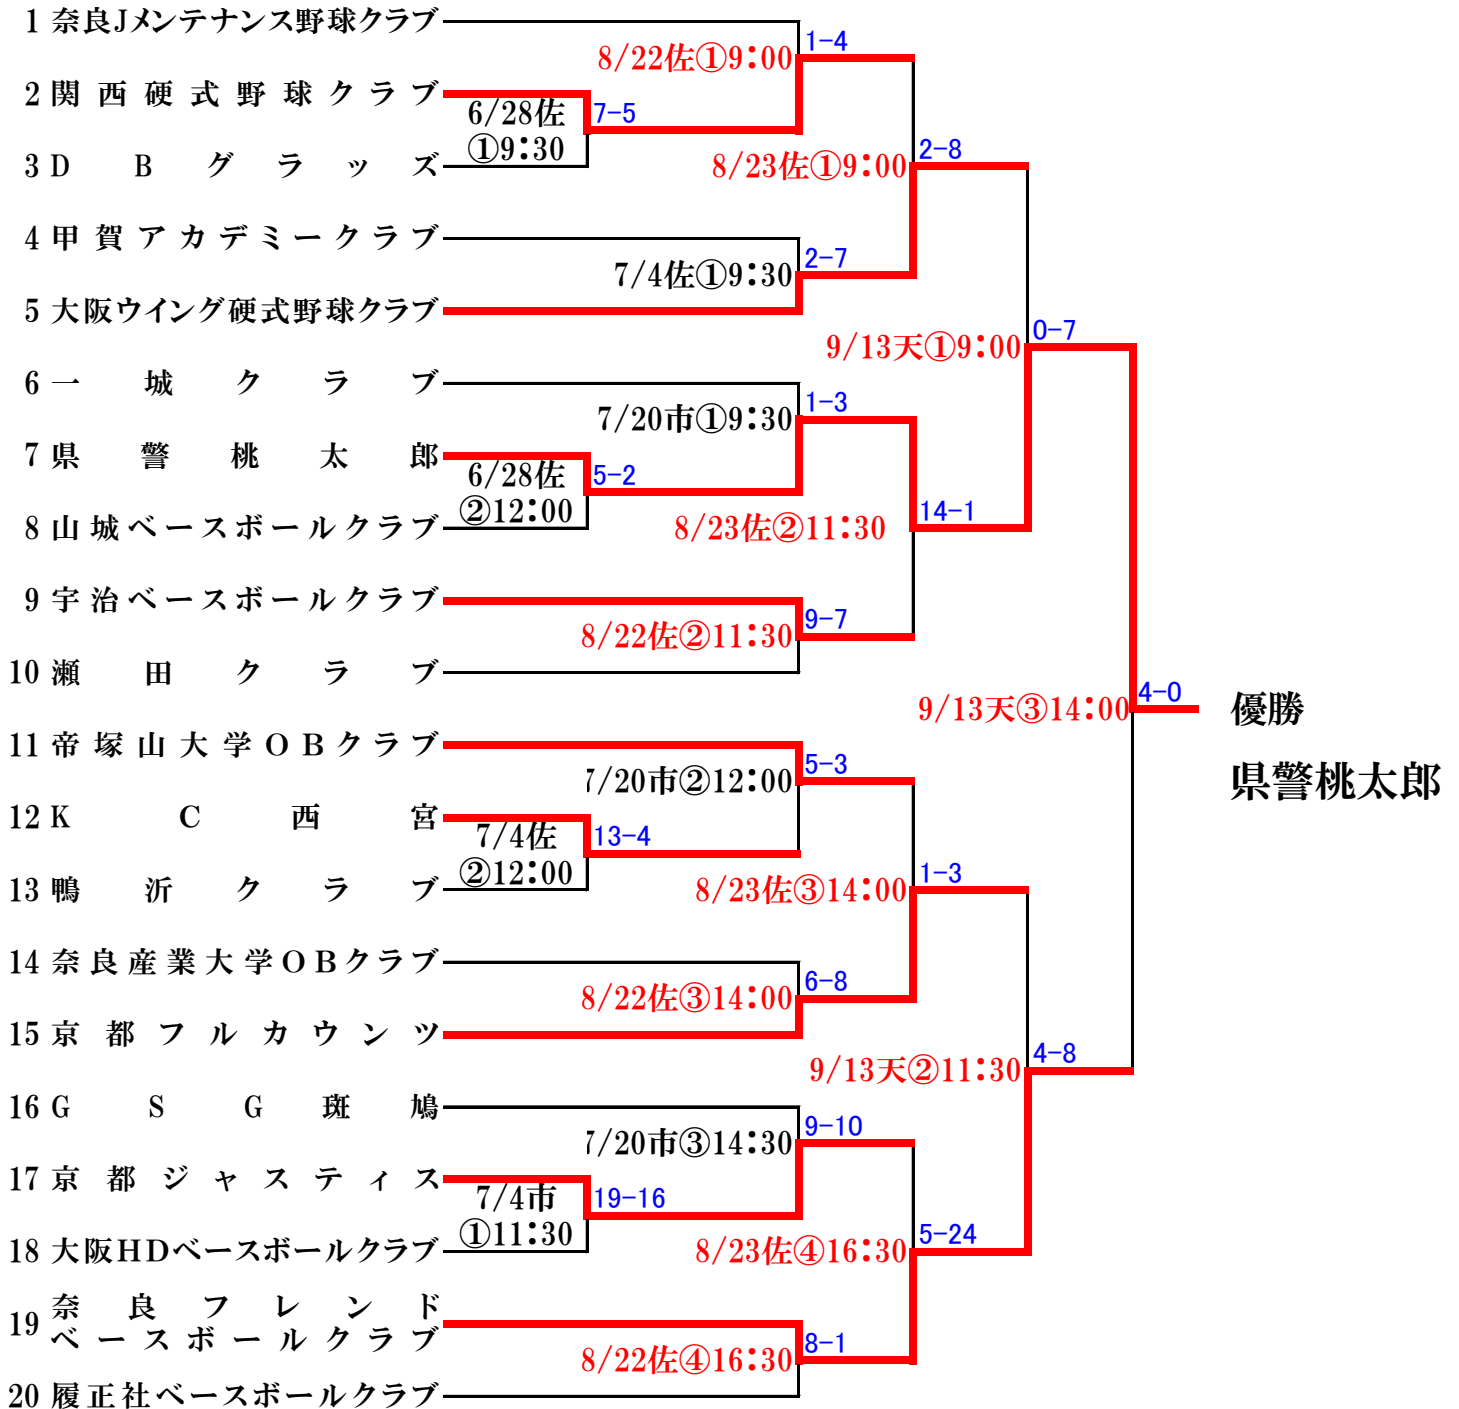 1 奈良Jメンテナンス野球クラブ
1-4
8/22佐①9:00
2 関西硬式野球クラブ
6/28佐
①9:30
7-5
2-8
3 DBグラッズ
8/23佐①9:00
4 甲賀アカデミークラブ
2-7
7/4佐①9:30
5 大阪ウイング硬式野球クラブ
0-7
9/13天①9:00
6 一城クラブ
1-3
7/20市①9:30
7 県警桃太郎
6/28佐
②12:00
5-2
14-1
8 山城ベースボールクラブ
8/23佐②11:30
9 宇治ベースボールクラブ
9-7
8/22佐②11:30
10 瀬田クラブ
4-0
9/13天③14:00
優勝
県警桃太郎
11 帝塚山大学OBクラブ
5-3
7/20市②12:00
12 KC西宮
7/4佐
②12:00
13-4
1-3
13 鴨沂クラブ
8/23佐③14:00
14 奈良産業大学OBクラブ
6-8
8/22佐③14:00
15 京都フルカウンツ
4-8
9/13天②11:30
16 GSG斑鳩
9-10
7/20市③14:30
17 京都ジャスティス
7/4市
①11:30
19-16
5-24
18 大阪HDベースボールクラブ
8/23佐④16:30
19 奈良フレンド
ベースボールクラブ
8-1
8/22佐④16:30
20 履正社ベースボールクラブ